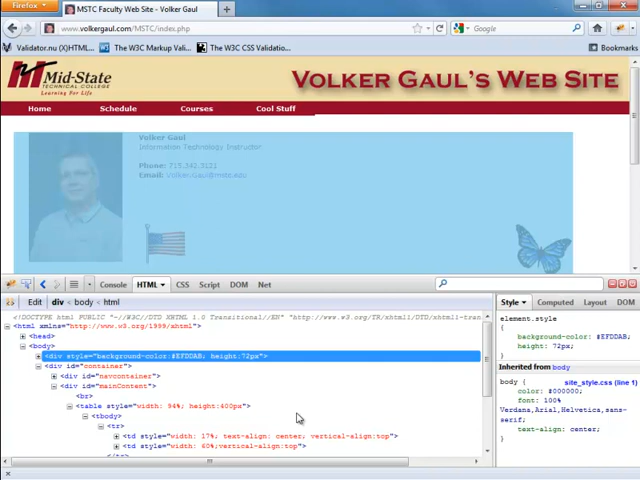 Firefox
MSTC Faculty Web Site - Volker Gaul
www.volkergaul.com/MSTC/index.php
Google
Bookmarks
Validator.nu (X)HTML...
The W3C Markup Vali...
The W3C CSS Validatio...
MID-STATE
TECHNICAL COLLEGE
Learning For Life
VOLKER GAUL'S WEB SITE
Home
Schedule
Courses
Cool Stuff
Volker Gaul
Information Technology Instructor
Phone: 715.342.3121
Email: Volker.Gaul@mstc.edu
Console
HTML
CSS
Script
DOM
Net
Edit
div < body < html
Style
Computed
Layout
DOM
<!DOCTYPE html PUBLIC "-//W3C//DTD XHTML 1.0 Transitional//EN" "http://www.w3.org/TR/xhtml1/DTD/xhtml1-tran
<html xmlns="http://www.w3.org/1999/xhtml">
<head>
<body>
<div style="background-color:#EFDDAB; height:72px">
<div id="container">
<div id="navcontainer">
<div id="mainContent">
<br>
<table style="width: 94%; height:400px">
<tbody>
<tr>
<td style="width: 17%; text-align: center; vertical-align:top">
<td style="width: 60%;vertical-align:top">
</tr>
element.style
{
background-color: #EFDDAB;
height: 72px;
}
Inherited from body
body {
site_style.css (line 1)
color: #000000;
font: 100%
Verdana,Arial,Helvetica,sans-
serif;
text-align: center;
}